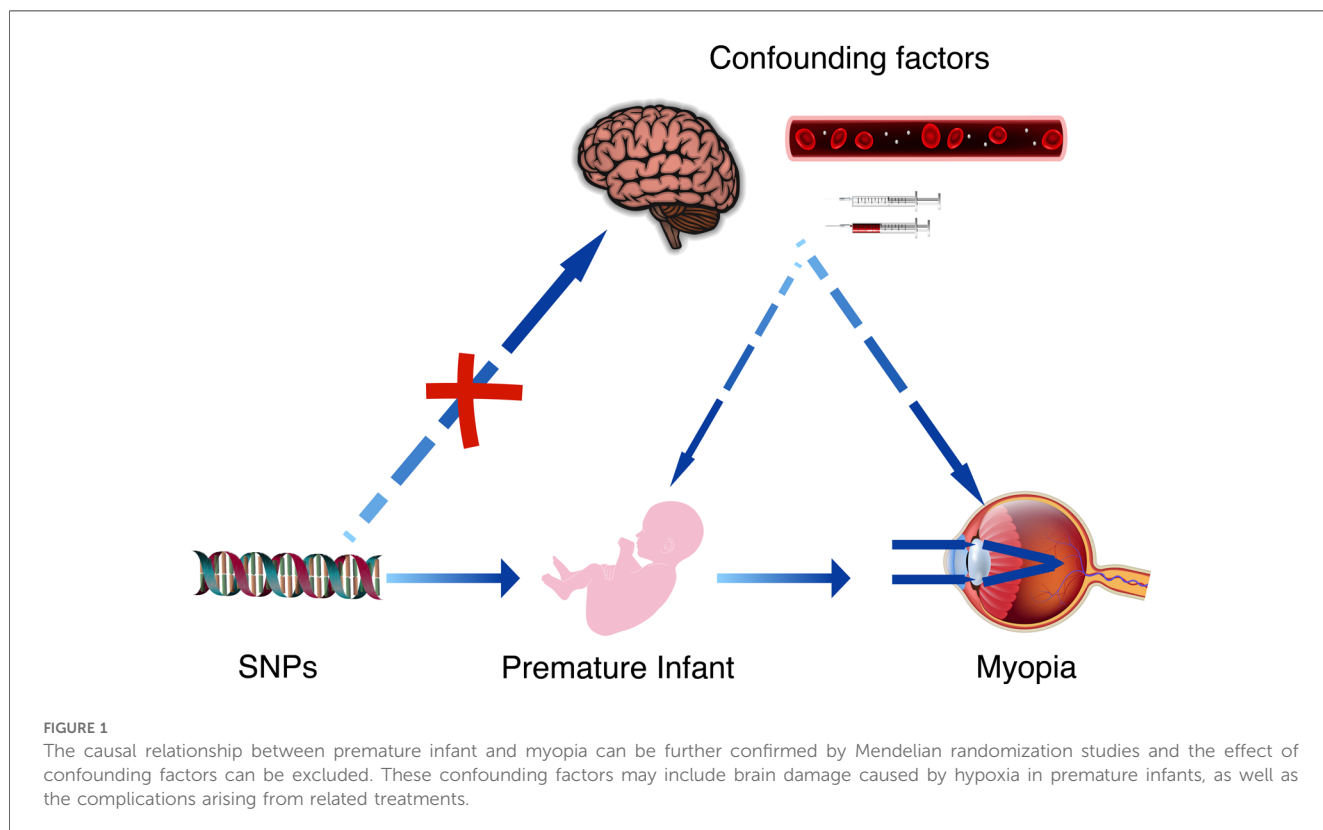 Confounding factors
SNPs
Premature Infant
Myopia
FIGURE 1
The causal relationship between premature infant and myopia can be further confirmed by Mendelian randomization studies and the effect of
confounding factors can be excluded. These confounding factors may include brain damage caused by hypoxia in premature infants, as well as
the complications arising from related treatments.